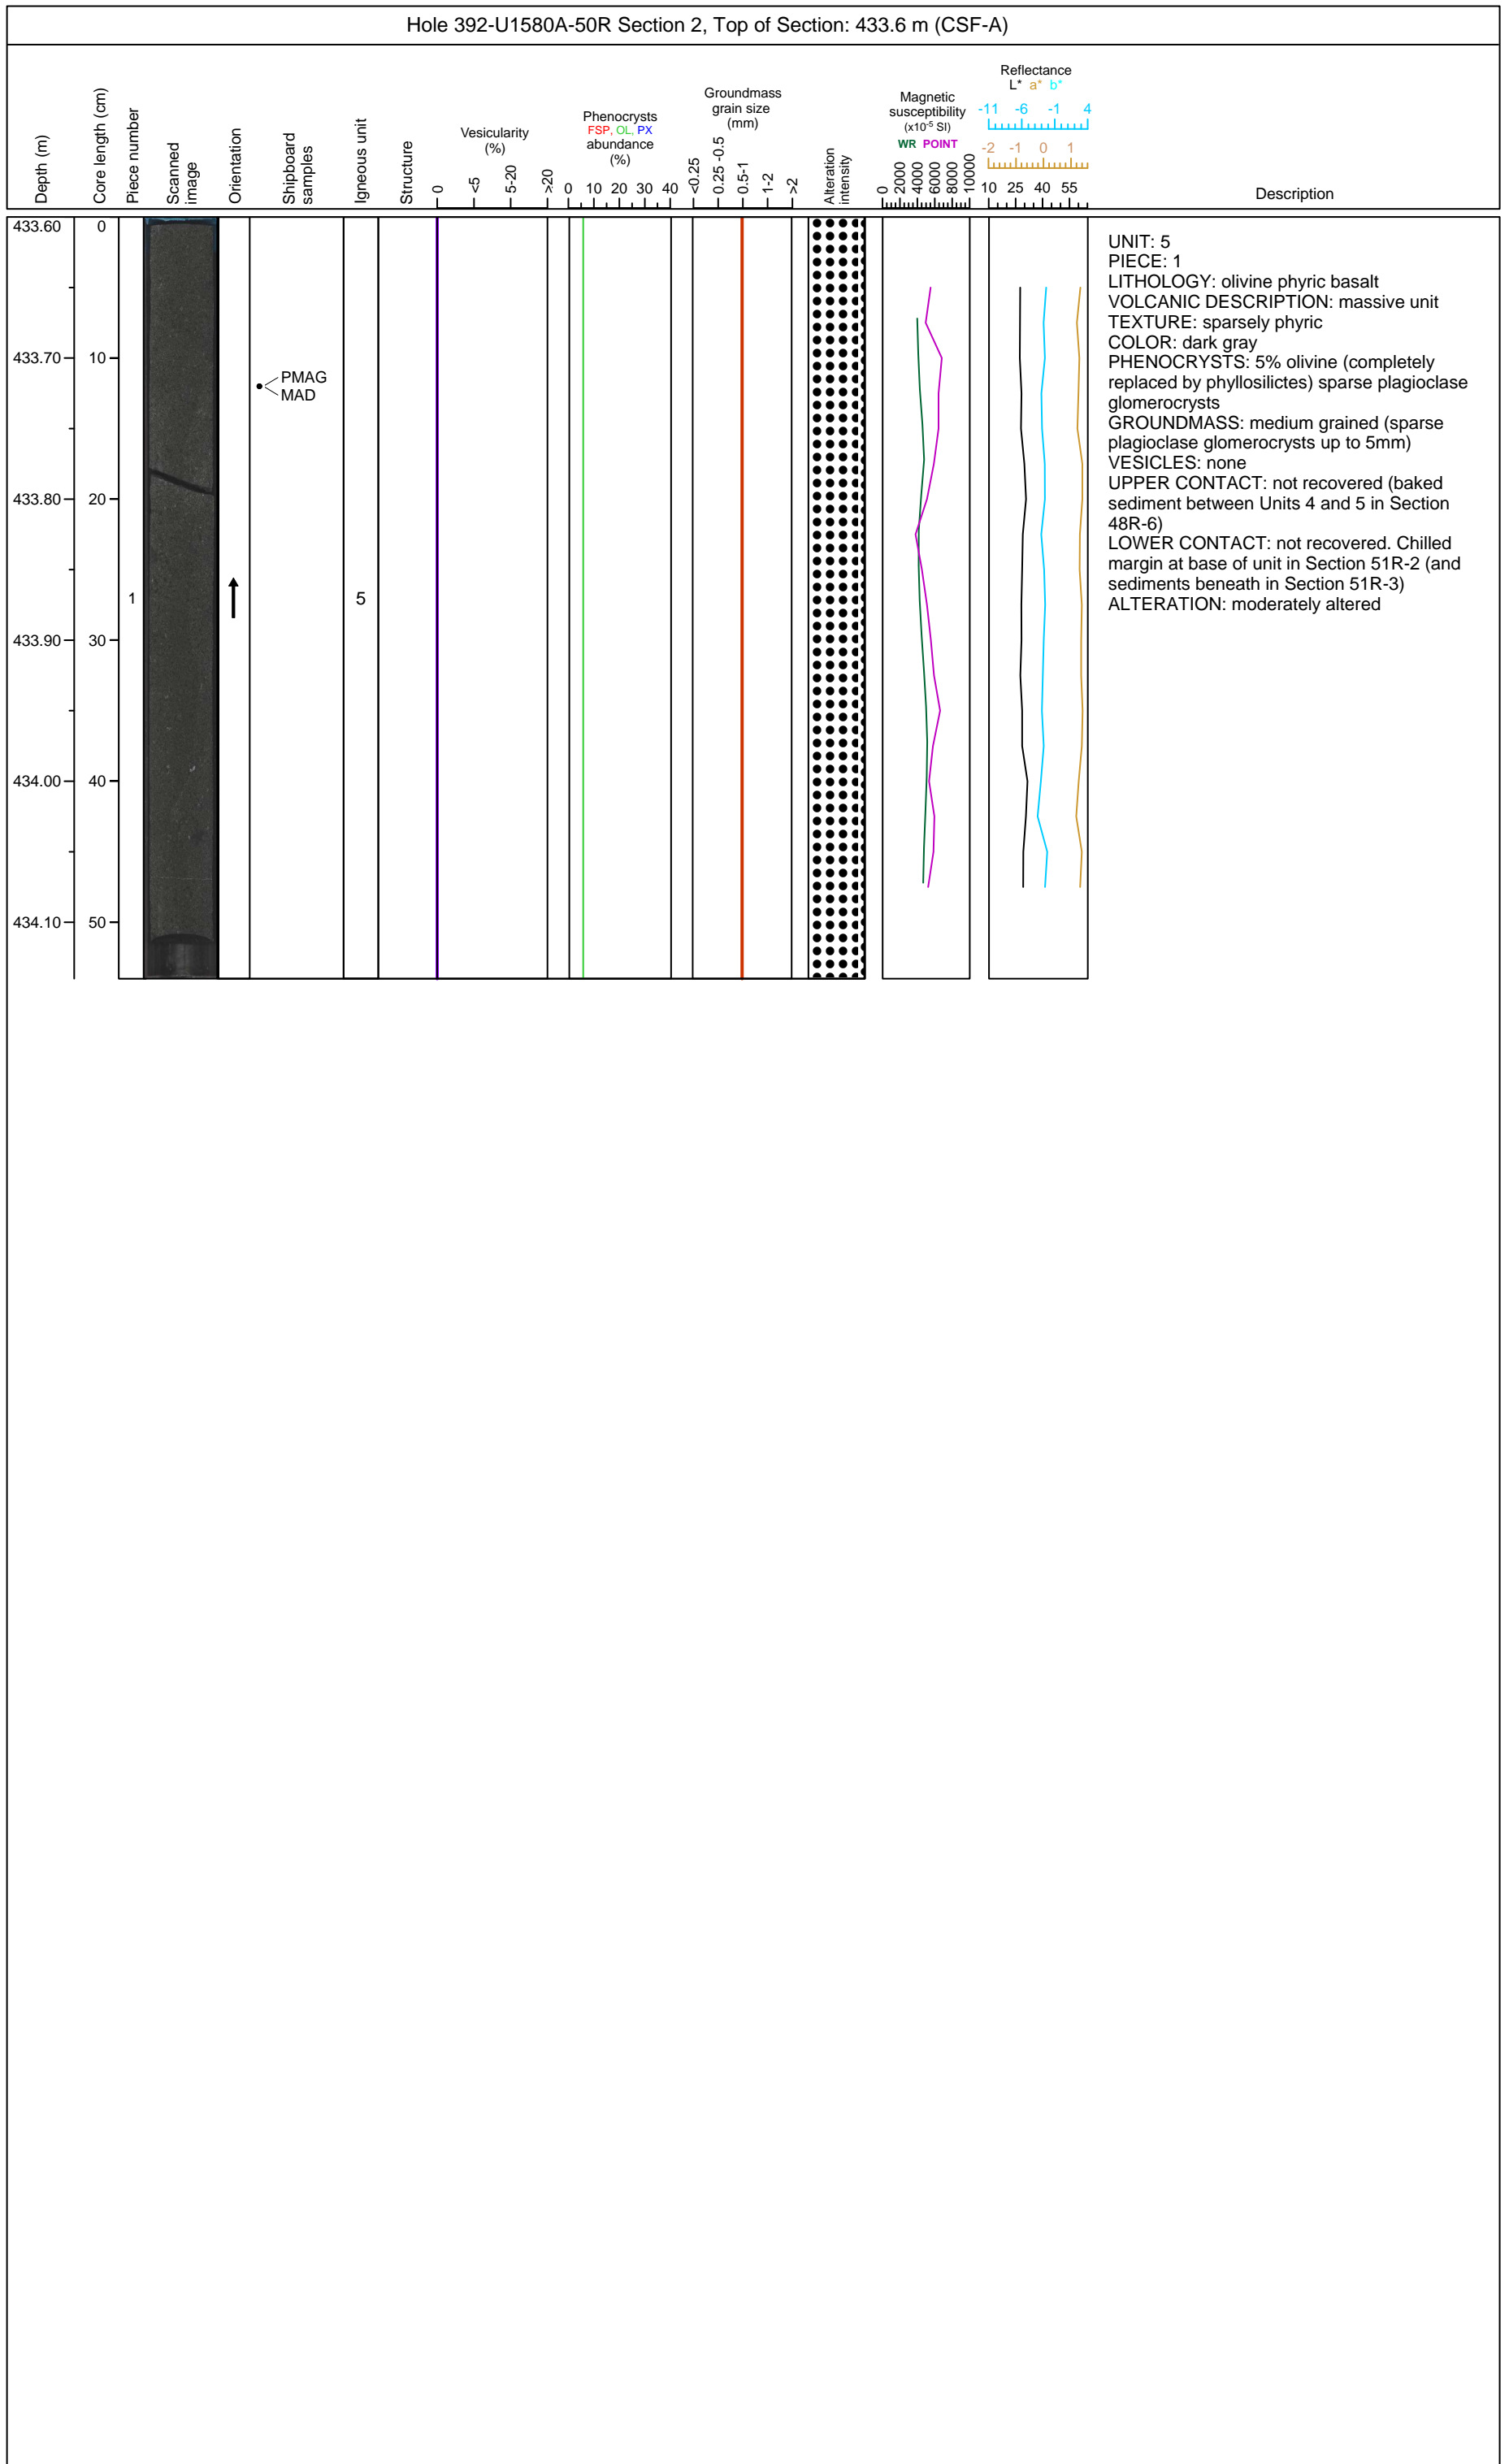 Hole 392-U1580A-50R Section 2, Top of Section: 433.6 m (CSF-A)
Depth (m)
Core length (cm)
Piece number
Scanned
image
Orientation
Shipboard
samples
Igneous unit
Structure
Vesicularity
(%)
0 <5 5-20 >20
Phenocrysts
FSP, OL, PX
abundance
(%)
0 10 20 30 40
Groundmass
grain size
(mm)
<0.25 0.25 -0.5 0.5-1 1-2 >2
Alteration
intensity
Magnetic
susceptibility
(x10-5 SI)
WR POINT
0 2000 4000 6000 8000 10000
Reflectance
L* a* b*
-11 -6 -1 4
-2 -1 0 1
10 25 40 55
Description
433.60 0
433.70 10
433.80 20
433.90 30
434.00 40
434.10 50
PMAG
MAD
1
5
UNIT: 5
PIECE: 1
LITHOLOGY: olivine phyric basalt
VOLCANIC DESCRIPTION: massive unit
TEXTURE: sparsely phyric
COLOR: dark gray
PHENOCRYSTS: 5% olivine (completely
replaced by phyllosilictes) sparse plagioclase
glomerocrysts
GROUNDMASS: medium grained (sparse
plagioclase glomerocrysts up to 5mm)
VESICLES: none
UPPER CONTACT: not recovered (baked
sediment between Units 4 and 5 in Section
48R-6)
LOWER CONTACT: not recovered. Chilled
margin at base of unit in Section 51R-2 (and
sediments beneath in Section 51R-3)
ALTERATION: moderately altered